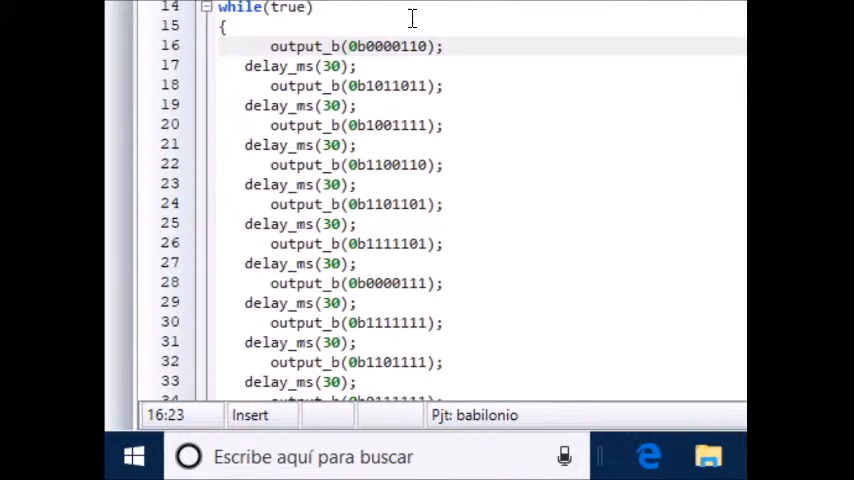 14 while(true)
15 {
16 output_b(0b0000110);
17 delay_ms(30);
18 output_b(0b1011011);
19 delay_ms(30);
20 output_b(0b1001111);
21 delay_ms(30);
22 output_b(0b1100110);
23 delay_ms(30);
24 output_b(0b1101101);
25 delay_ms(30);
26 output_b(0b1111101);
27 delay_ms(30);
28 output_b(0b0000111);
29 delay_ms(30);
30 output_b(0b1111111);
31 delay_ms(30);
32 output_b(0b1101111);
33 delay_ms(30);
34 output_b(0b0111111);
16:23 Insert Pjt: babilonio
Escribe aquí para buscar